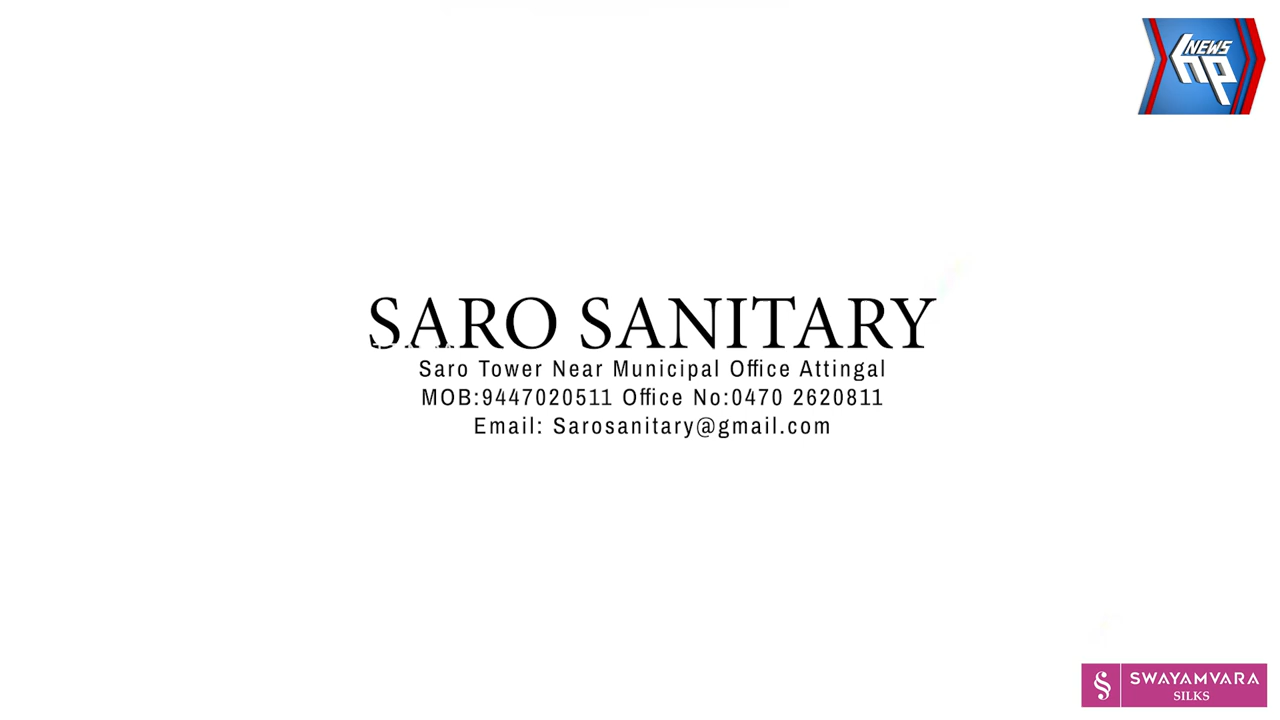 NEWS
np
SARO SANITARY
Saro Tower Near Municipal Office Attingal
MOB:9447020511 Office No:0470 2620811
Email: Sarosanitary@gmail.com
SWAYAMVARA
SILKS